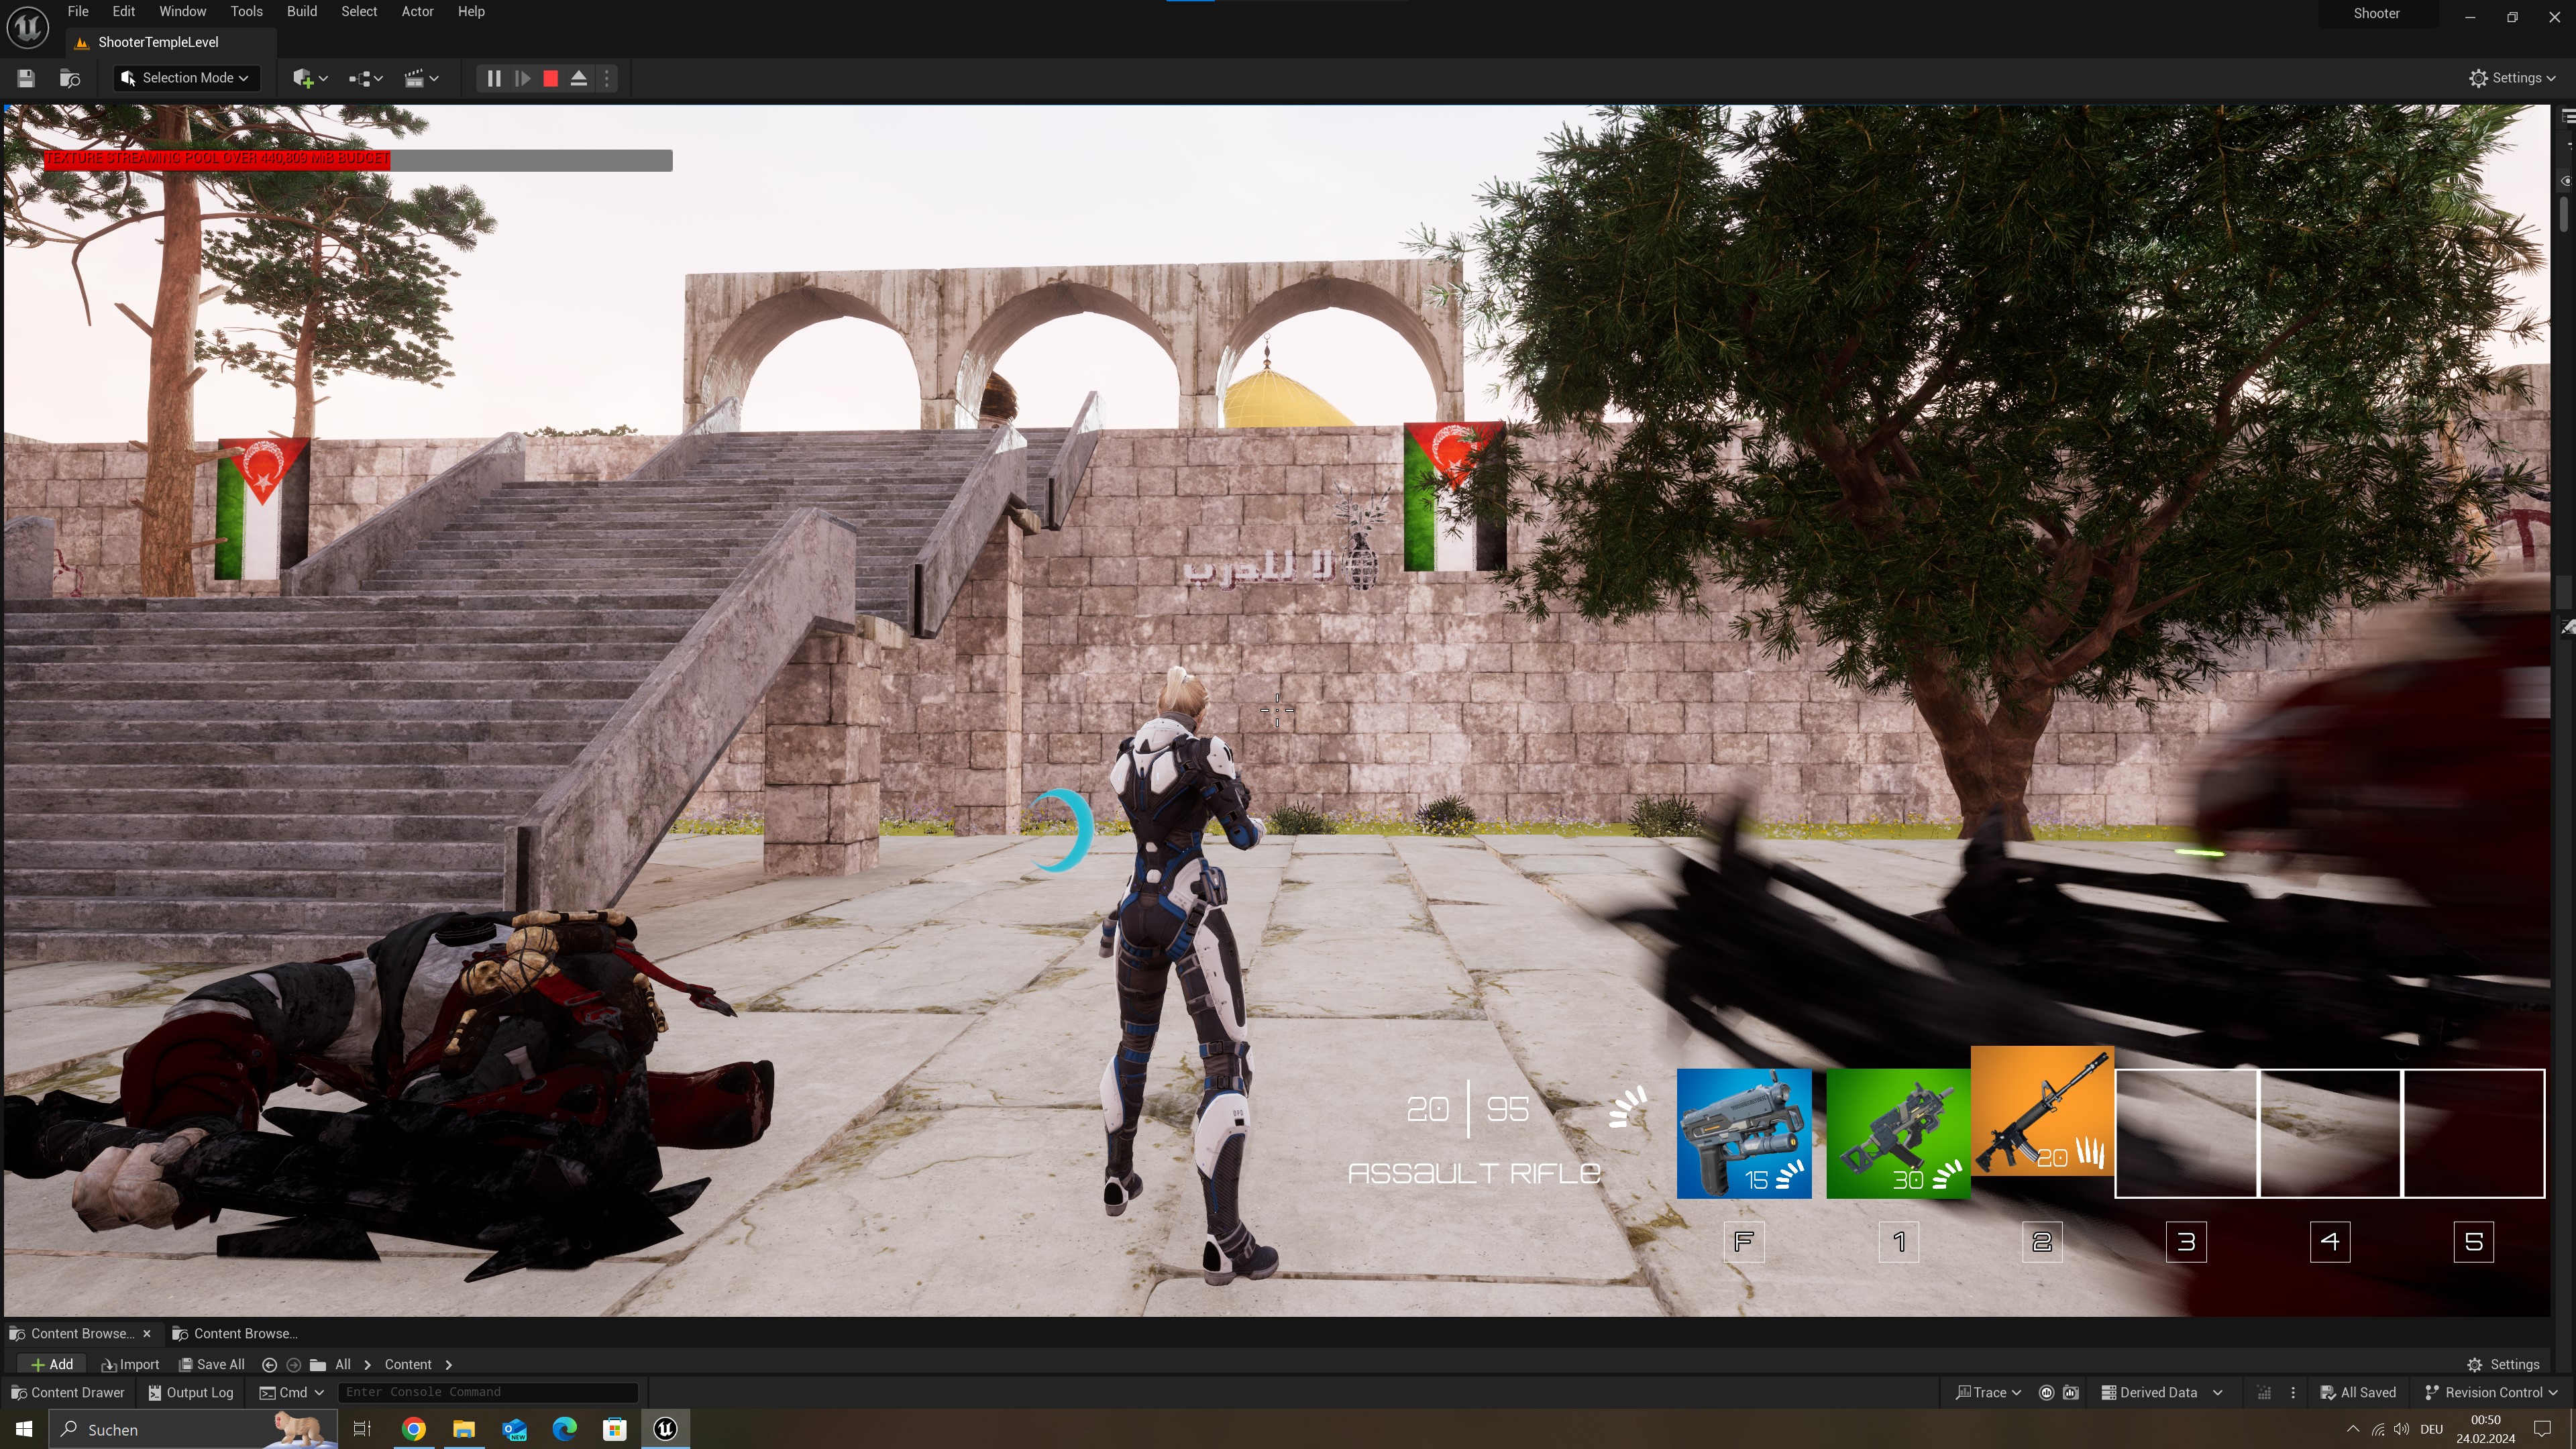 File Edit Window Tools Build Select Actor Help
Shooter
ShooterTempleLevel
Selection Mode
Settings
TEXTURE STREAMING POOL OVER 440,809 MiB BUDGET
لا للحرب
20 | 95
ASSAULT RIFLE
15
30
20
F 1 2 3 4 5
Content Browse...
Content Browse...
Add Import Save All All Content
Settings
Content Drawer Output Log Cmd Enter Console Command
Trace Derived Data All Saved Revision Control
Suchen
NEW
DEU
00:50
24.02.2024